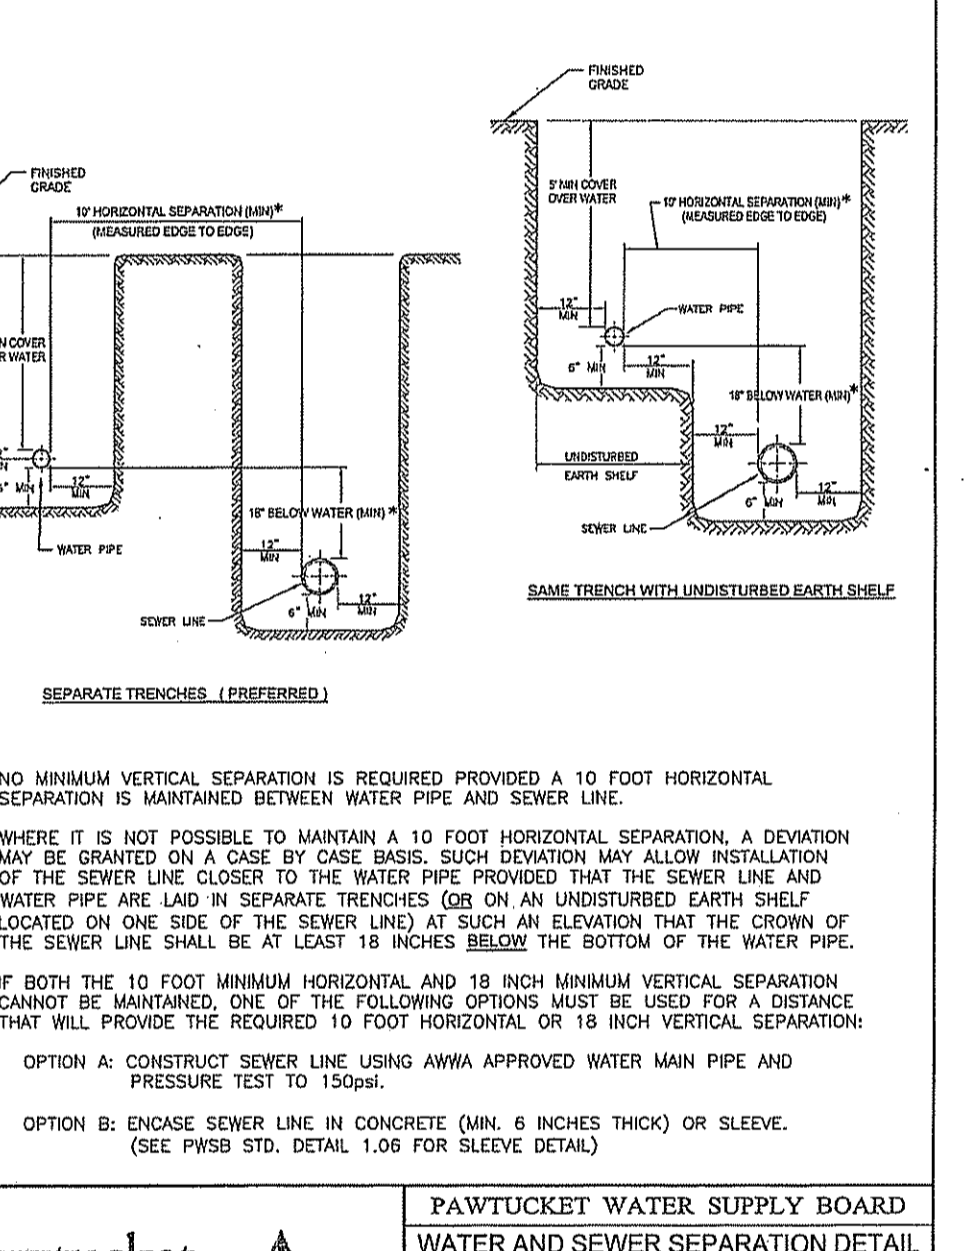 FINISHED
GRADE
10' HORIZONTAL SEPARATION (MIN)*
(MEASURED EDGE TO EDGE)
N COVER
R WATER
MIN
6" MIN
12"
MIN
WATER PIPE
18" BELOW WATER (MIN)*
12"
MIN
12"
MIN
6" MIN
SEWER LINE
SEPARATE TRENCHES (PREFERRED)
FINISHED
GRADE
5' MIN COVER
OVER WATER
10' HORIZONTAL SEPARATION (MIN)*
(MEASURED EDGE TO EDGE)
12"
MIN
WATER PIPE
6" MIN
12"
MIN
18" BELOW WATER (MIN)*
12"
MIN
UNDISTURBED
EARTH SHELF
12"
MIN
6" MIN
SEWER LINE
SAME TRENCH WITH UNDISTURBED EARTH SHELF
NO MINIMUM VERTICAL SEPARATION IS REQUIRED PROVIDED A 10 FOOT HORIZONTAL
SEPARATION IS MAINTAINED BETWEEN WATER PIPE AND SEWER LINE.
WHERE IT IS NOT POSSIBLE TO MAINTAIN A 10 FOOT HORIZONTAL SEPARATION, A DEVIATION
MAY BE GRANTED ON A CASE BY CASE BASIS. SUCH DEVIATION MAY ALLOW INSTALLATION
OF THE SEWER LINE CLOSER TO THE WATER PIPE PROVIDED THAT THE SEWER LINE AND
WATER PIPE ARE LAID IN SEPARATE TRENCHES (OR ON AN UNDISTURBED EARTH SHELF
LOCATED ON ONE SIDE OF THE SEWER LINE) AT SUCH AN ELEVATION THAT THE CROWN OF
THE SEWER LINE SHALL BE AT LEAST 18 INCHES BELOW THE BOTTOM OF THE WATER PIPE.
IF BOTH THE 10 FOOT MINIMUM HORIZONTAL AND 18 INCH MINIMUM VERTICAL SEPARATION
CANNOT BE MAINTAINED, ONE OF THE FOLLOWING OPTIONS MUST BE USED FOR A DISTANCE
THAT WILL PROVIDE THE REQUIRED 10 FOOT HORIZONTAL OR 18 INCH VERTICAL SEPARATION:
OPTION A: CONSTRUCT SEWER LINE USING AWWA APPROVED WATER MAIN PIPE AND
PRESSURE TEST TO 150psi.
OPTION B: ENCASE SEWER LINE IN CONCRETE (MIN. 6 INCHES THICK) OR SLEEVE.
(SEE PWSB STD. DETAIL 1.06 FOR SLEEVE DETAIL)
PAWTUCKET WATER SUPPLY BOARD
WATER AND SEWER SEPARATION DETAIL